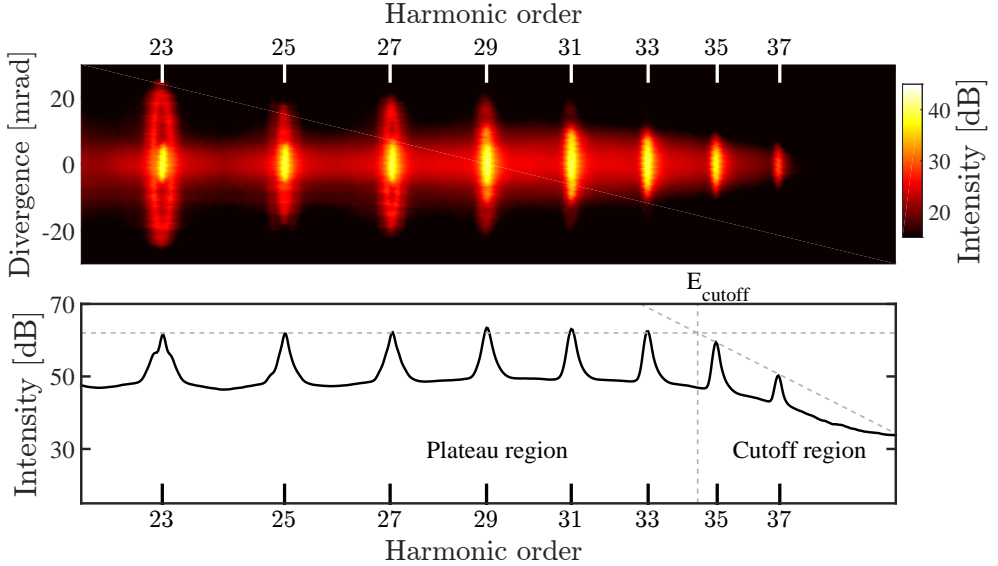 Harmonic order
23 25 27 29 31 33 35 37
Divergence [mrad]
20
0
-20
40
30
20
Intensity [dB]
E_cutoff
70
50
30
Intensity [dB]
Plateau region
Cutoff region
23 25 27 29 31 33 35 37
Harmonic order